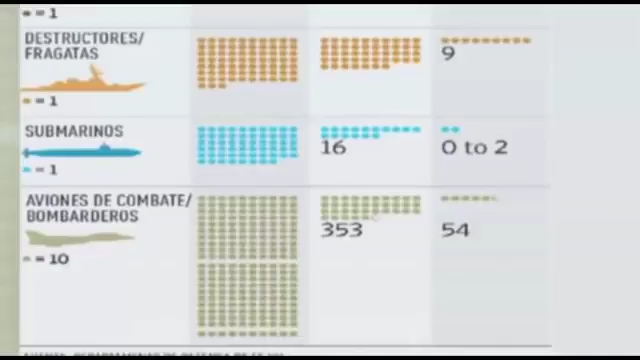 = 1
DESTRUCTORES/
FRAGATAS
= 1
9
SUBMARINOS
= 1
16
0 to 2
AVIONES DE COMBATE/
BOMBARDEROS
= 10
353
54